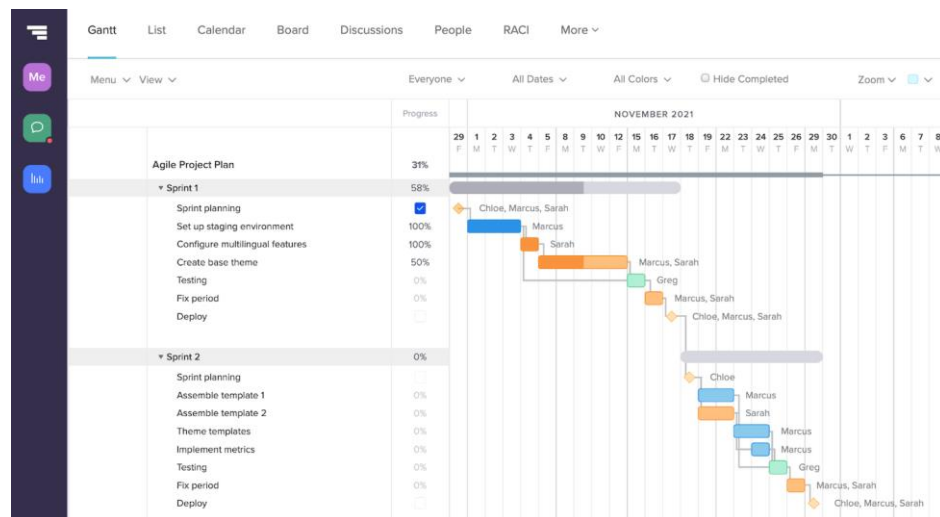 Gantt List Calendar Board Discussions People RACI More
Me
Menu View Everyone All Dates All Colors Hide Completed Zoom
Progress NOVEMBER 2021
29 1 2 3 4 5 8 9 10 12 15 16 17 18 19 22 23 24 25 26 29 30 1 2 3 6 7 8
F M T W T F M T W T F M T W T F M T W T F M T W T F M T W
Agile Project Plan 31%
Sprint 1 58%
Sprint planning Chloe, Marcus, Sarah
Set up staging environment 100% Marcus
Configure multilingual features 100% Sarah
Create base theme 50% Marcus, Sarah
Testing 0% Greg
Fix period 0% Marcus, Sarah
Deploy Chloe, Marcus, Sarah
Sprint 2 0%
Sprint planning Chloe
Assemble template 1 0% Marcus
Assemble template 2 0% Sarah
Theme templates 0% Marcus
Implement metrics 0% Marcus
Testing 0% Greg
Fix period 0% Marcus, Sarah
Deploy Chloe, Marcus, Sarah